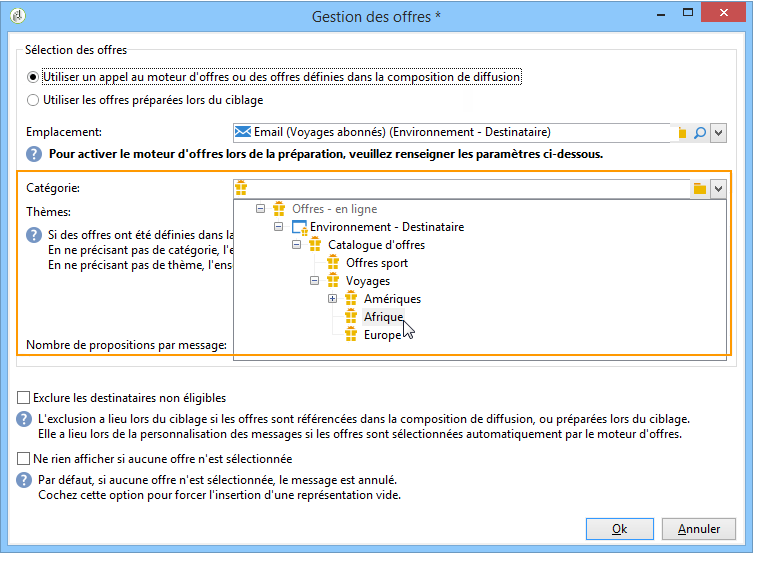 Gestion des offres *
Sélection des offres
Utiliser un appel au moteur d'offres ou des offres définies dans la composition de diffusion
Utiliser les offres préparées lors du ciblage
Emplacement:
Email (Voyages abonnés) (Environnement - Destinataire)
Pour activer le moteur d'offres lors de la préparation, veuillez renseigner les paramètres ci-dessous.
Catégorie:
Thèmes:
Si des offres ont été définies dans la
En ne précisant pas de catégorie, l'e
En ne précisant pas de thème, l'ens
Offres - en ligne
Environnement - Destinataire
Catalogue d'offres
Offres sport
Voyages
Amériques
Afrique
Europe
Nombre de propositions par message:
Exclure les destinataires non éligibles
L'exclusion a lieu lors du ciblage si les offres sont référencées dans la composition de diffusion, ou préparées lors du ciblage.
Elle a lieu lors de la personnalisation des messages si les offres sont sélectionnées automatiquement par le moteur d'offres.
Ne rien afficher si aucune offre n'est sélectionnée
Par défaut, si aucune offre n'est sélectionnée, le message est annulé.
Cochez cette option pour forcer l'insertion d'une représentation vide.
Ok
Annuler